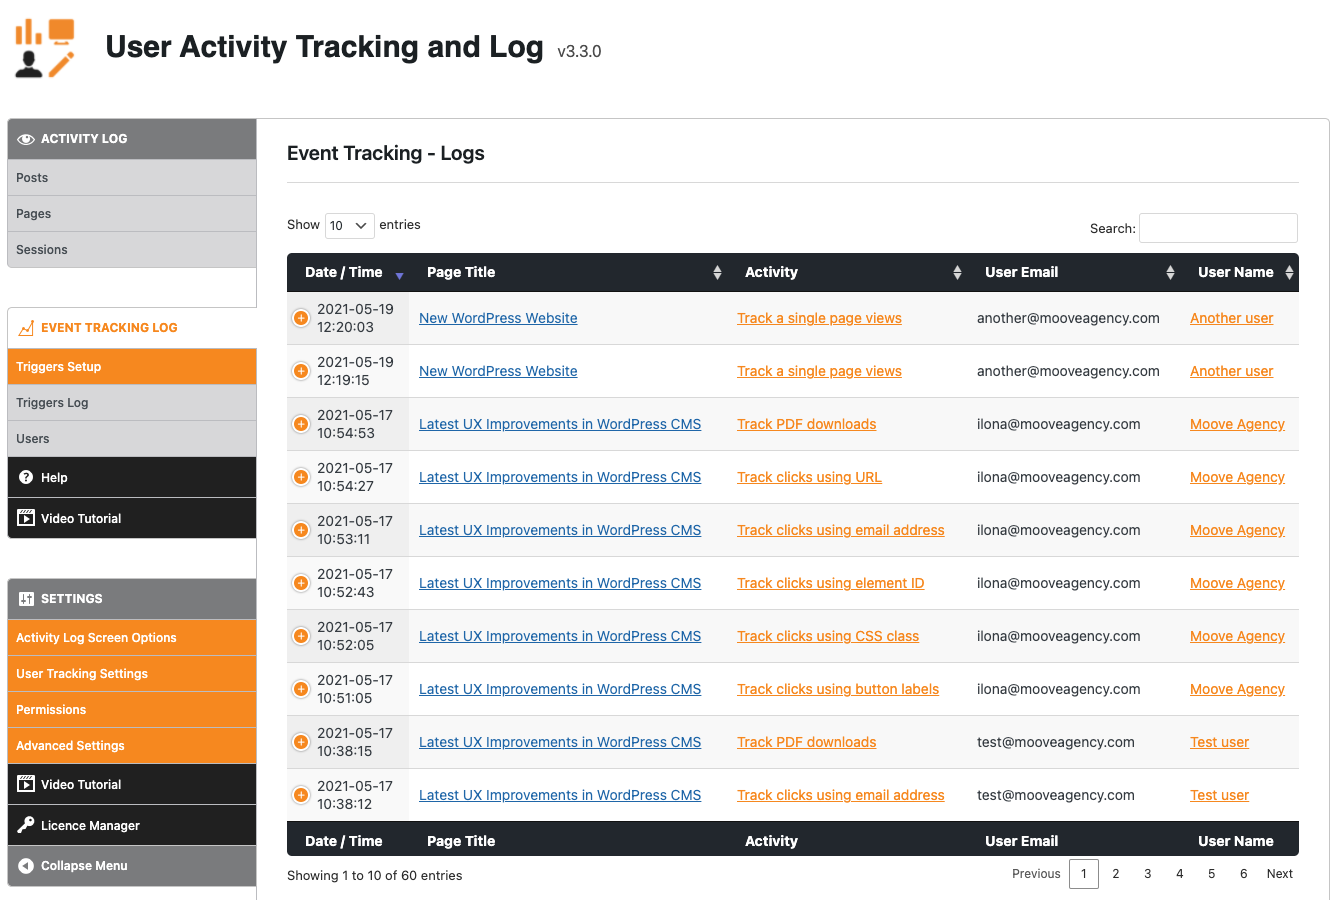 User Activity Tracking and Log v3.3.0
ACTIVITY LOG
Posts
Pages
Sessions
EVENT TRACKING LOG
Triggers Setup
Triggers Log
Users
Help
Video Tutorial
SETTINGS
Activity Log Screen Options
User Tracking Settings
Permissions
Advanced Settings
Video Tutorial
Licence Manager
Collapse Menu
Event Tracking - Logs
Show 10 entries
Search:
Date / Time Page Title Activity User Email User Name
2021-05-19
12:20:03 New WordPress Website Track a single page views another@mooveagency.com Another user
2021-05-19
12:19:15 New WordPress Website Track a single page views another@mooveagency.com Another user
2021-05-17
10:54:53 Latest UX Improvements in WordPress CMS Track PDF downloads ilona@mooveagency.com Moove Agency
2021-05-17
10:54:27 Latest UX Improvements in WordPress CMS Track clicks using URL ilona@mooveagency.com Moove Agency
2021-05-17
10:53:11 Latest UX Improvements in WordPress CMS Track clicks using email address ilona@mooveagency.com Moove Agency
2021-05-17
10:52:43 Latest UX Improvements in WordPress CMS Track clicks using element ID ilona@mooveagency.com Moove Agency
2021-05-17
10:52:05 Latest UX Improvements in WordPress CMS Track clicks using CSS class ilona@mooveagency.com Moove Agency
2021-05-17
10:51:05 Latest UX Improvements in WordPress CMS Track clicks using button labels ilona@mooveagency.com Moove Agency
2021-05-17
10:38:15 Latest UX Improvements in WordPress CMS Track PDF downloads test@mooveagency.com Test user
2021-05-17
10:38:12 Latest UX Improvements in WordPress CMS Track clicks using email address test@mooveagency.com Test user
Date / Time Page Title Activity User Email User Name
Showing 1 to 10 of 60 entries
Previous 1 2 3 4 5 6 Next